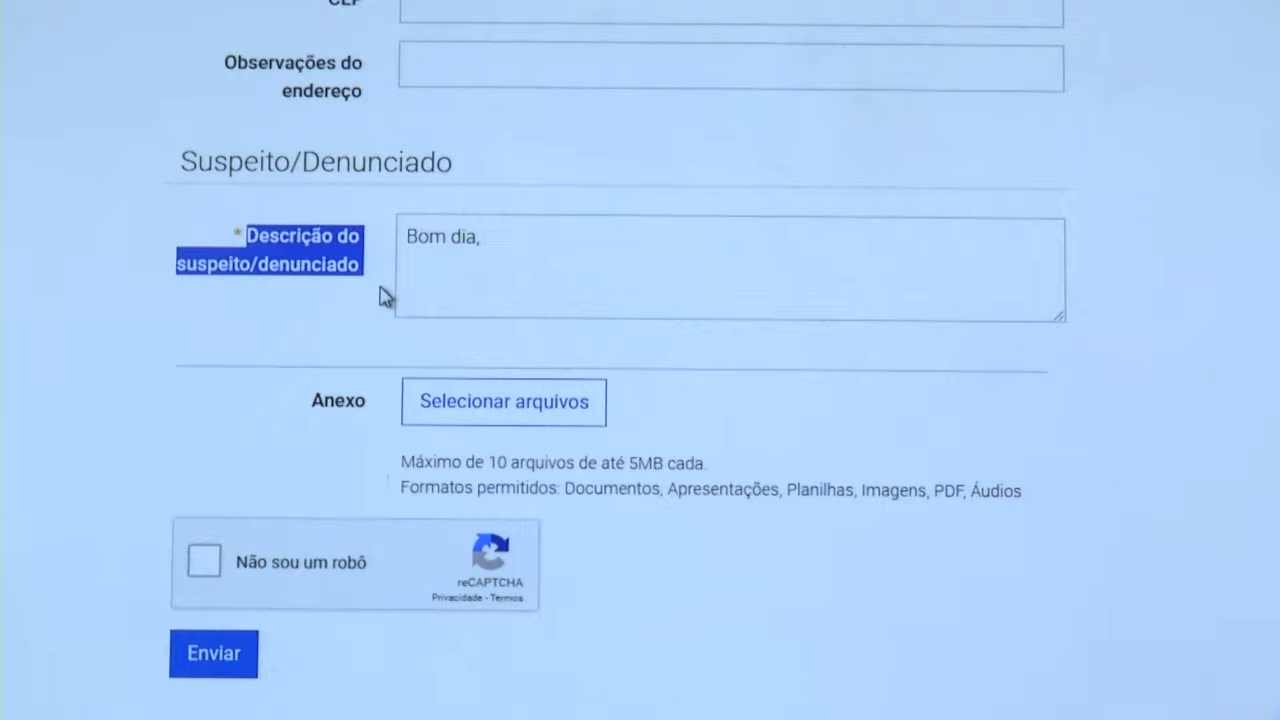 CEP
Observações do
endereço
Suspeito/Denunciado
* Descrição do
suspeito/denunciado
Bom dia,
Anexo
Selecionar arquivos
Máximo de 10 arquivos de até 5MB cada.
Formatos permitidos: Documentos, Apresentações, Planilhas, Imagens, PDF, Áudios
Não sou um robô
reCAPTCHA
Privacidade - Termos
Enviar